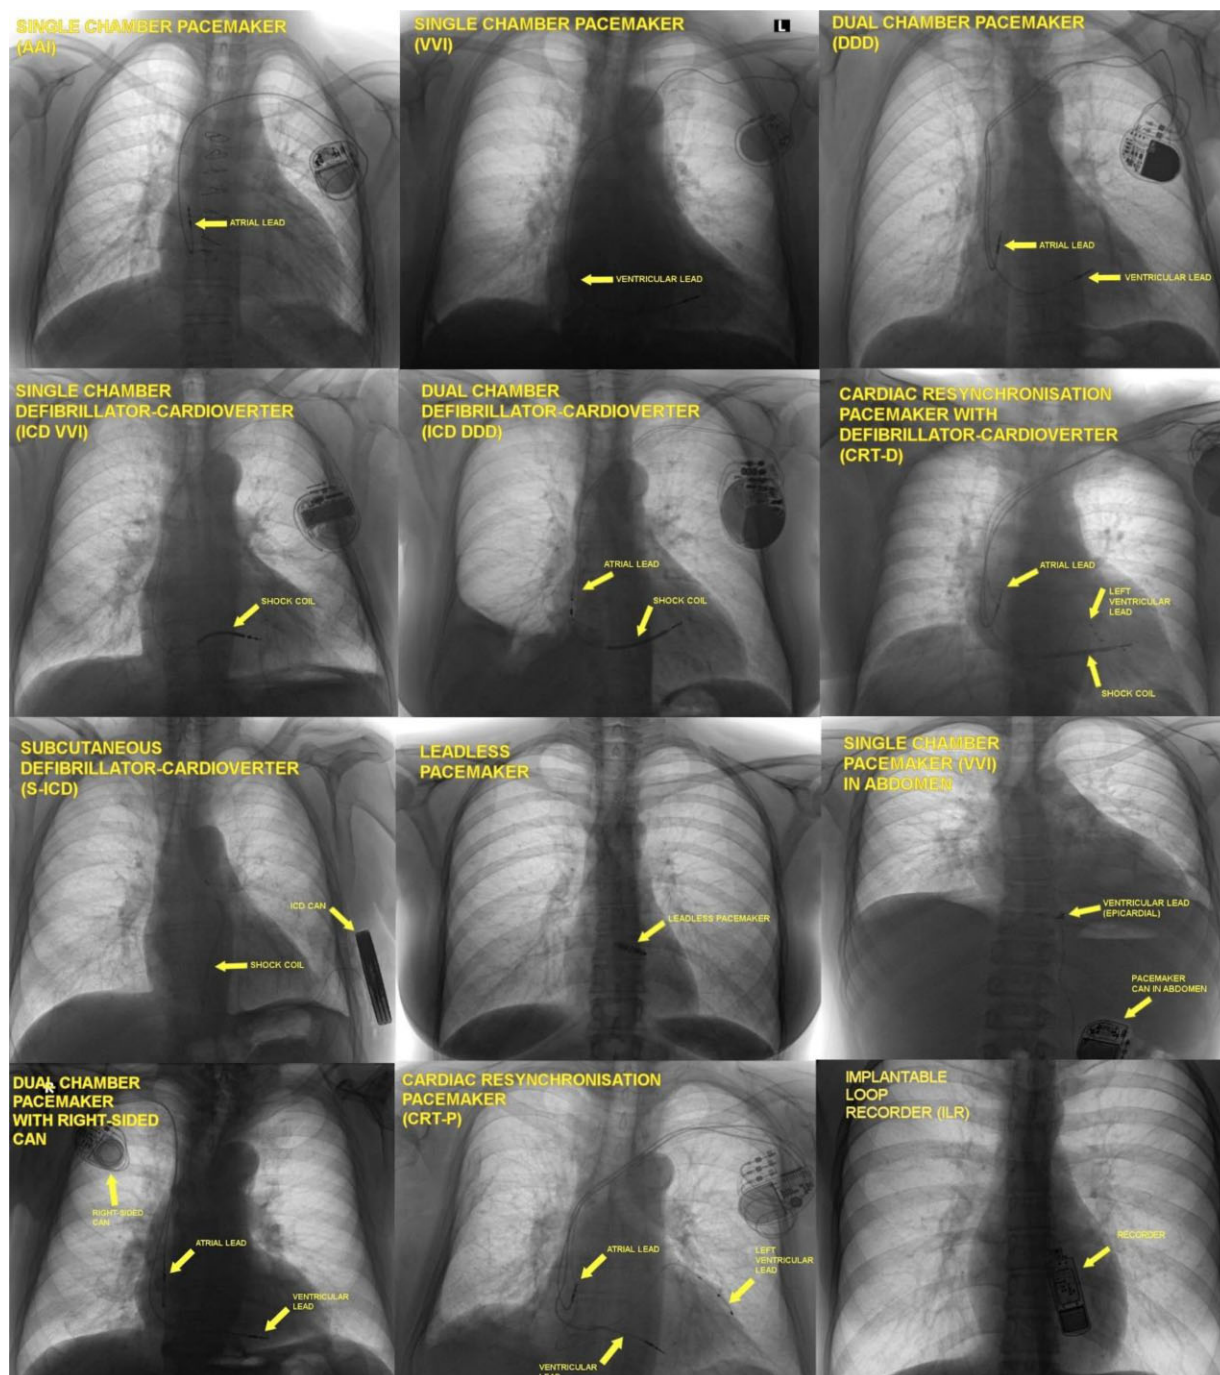 SINGLE CHAMBER PACEMAKER
(AAI)
ATRIAL LEAD
SINGLE CHAMBER PACEMAKER
(VVI)
L
VENTRICULAR LEAD
DUAL CHAMBER PACEMAKER
(DDD)
ATRIAL LEAD
VENTRICULAR LEAD
SINGLE CHAMBER
DEFIBRILLATOR-CARDIOVERTER
(ICD VVI)
SHOCK COIL
DUAL CHAMBER
DEFIBRILLATOR-CARDIOVERTER
(ICD DDD)
ATRIAL LEAD
SHOCK COIL
CARDIAC RESYNCHRONISATION
PACEMAKER WITH
DEFIBRILLATOR-CARDIOVERTER
(CRT-D)
ATRIAL LEAD
LEFT
VENTRICULAR
LEAD
SHOCK COIL
SUBCUTANEOUS
DEFIBRILLATOR-CARDIOVERTER
(S-ICD)
ICD CAN
SHOCK COIL
LEADLESS
PACEMAKER
LEADLESS PACEMAKER
SINGLE CHAMBER
PACEMAKER (VVI)
IN ABDOMEN
VENTRICULAR LEAD
(EPICARDIAL)
PACEMAKER
CAN IN ABDOMEN
DUAL CHAMBER
R
PACEMAKER
WITH RIGHT-SIDED
CAN
RIGHT-SIDED
CAN
ATRIAL LEAD
VENTRICULAR
LEAD
CARDIAC RESYNCHRONISATION
PACEMAKER
(CRT-P)
ATRIAL LEAD
LEFT
VENTRICULAR
LEAD
VENTRICULAR
IMPLANTABLE
LOOP
RECORDER (ILR)
RECORDER